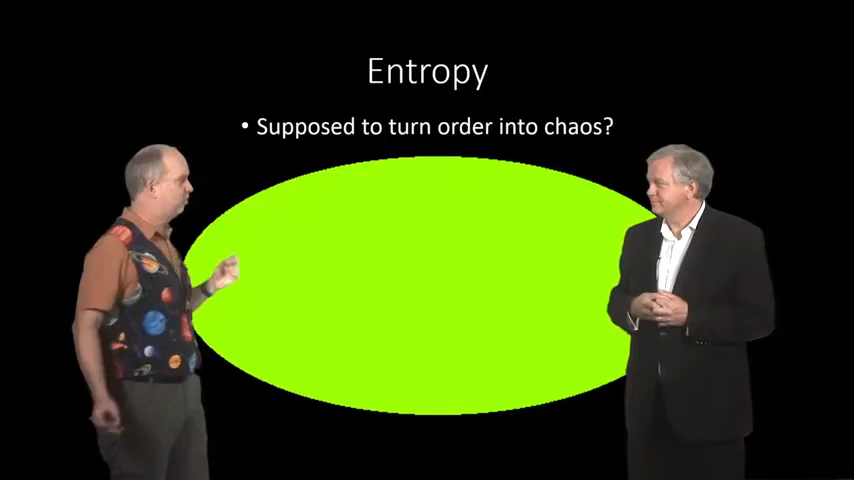 Entropy
• Supposed to turn order into chaos?